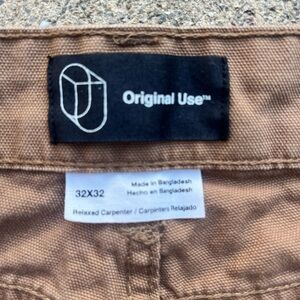 Original Use™
32X32
Made in Bangladesh
Hecho en Bangladesh
Relaxed Carpenter / Carpintero Relajado